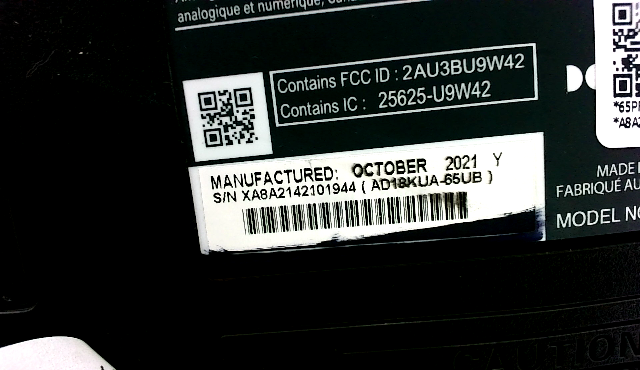 analogique et numérique,
Contains FCC ID : 2AU3BU9W42
Contains IC : 25625-U9W42
MANUFACTURED: OCTOBER 2021 Y
S/N XA8A2142101944 ( AD18KUA-65UB )
*65P
*A8A
MADE
FABRIQUÉ AU
MODEL NO
CAUTION